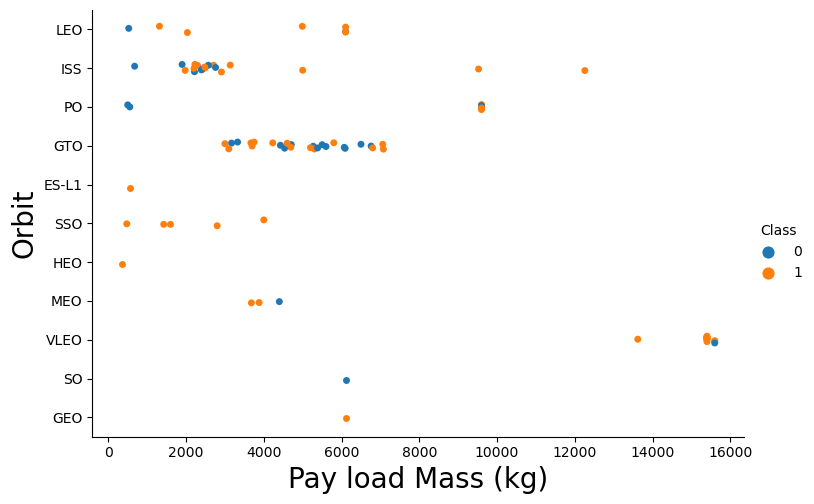 LEO
ISS
PO
GTO
ES-L1
SSO
HEO
MEO
VLEO
SO
GEO
Orbit
0 2000 4000 6000 8000 10000 12000 14000 16000
Pay load Mass (kg)
Class
0
1